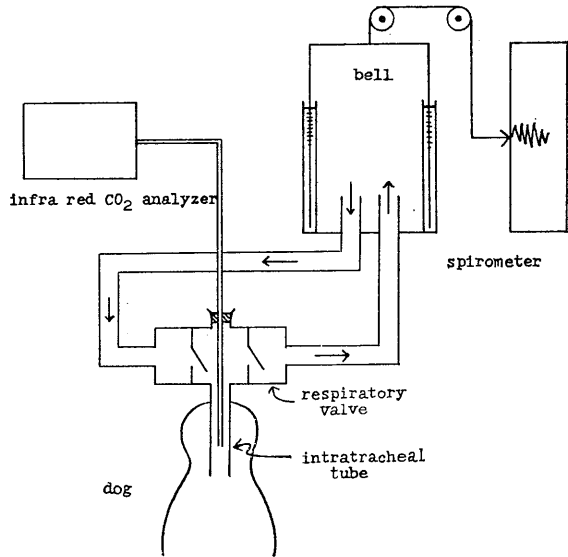 bell
infra red CO₂ analyzer
spirometer
respiratory
valve
intratracheal
tube
dog